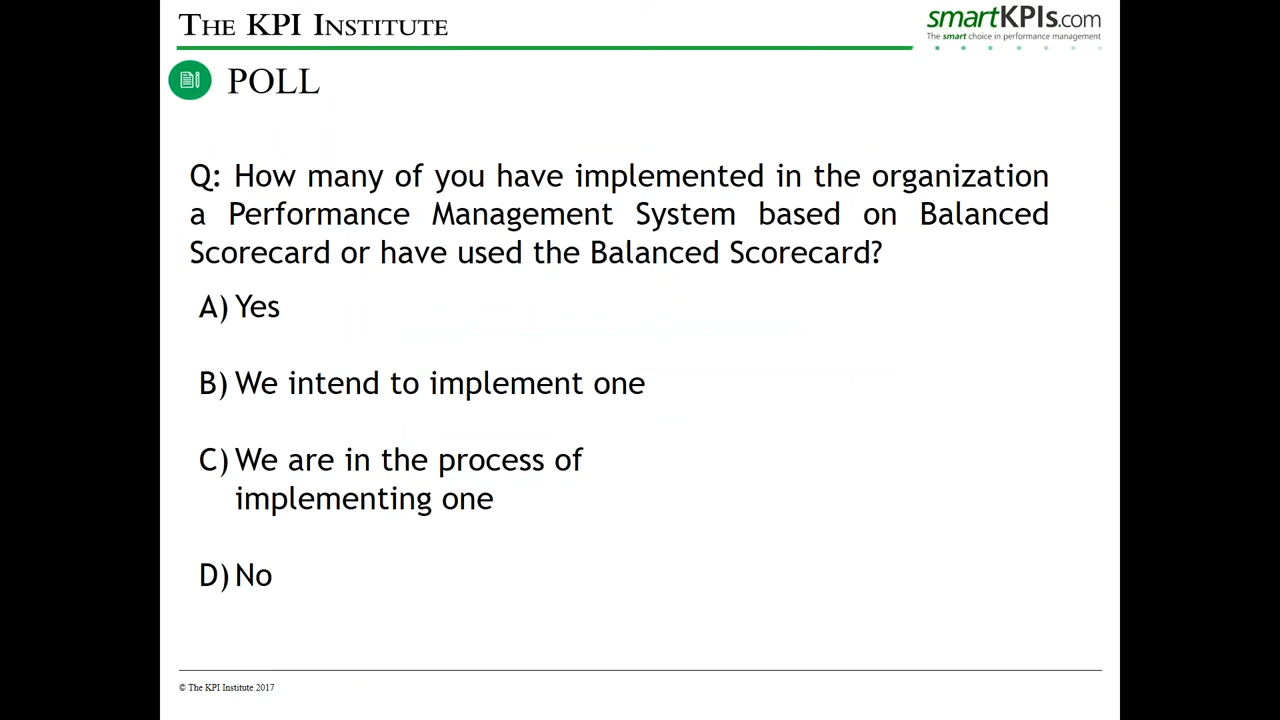 THE KPI INSTITUTE
smartKPIs.com
The smart choice in performance management
POLL
Q: How many of you have implemented in the organization
a Performance Management System based on Balanced
Scorecard or have used the Balanced Scorecard?
A) Yes
B) We intend to implement one
C) We are in the process of
implementing one
D) No
© The KPI Institute 2017